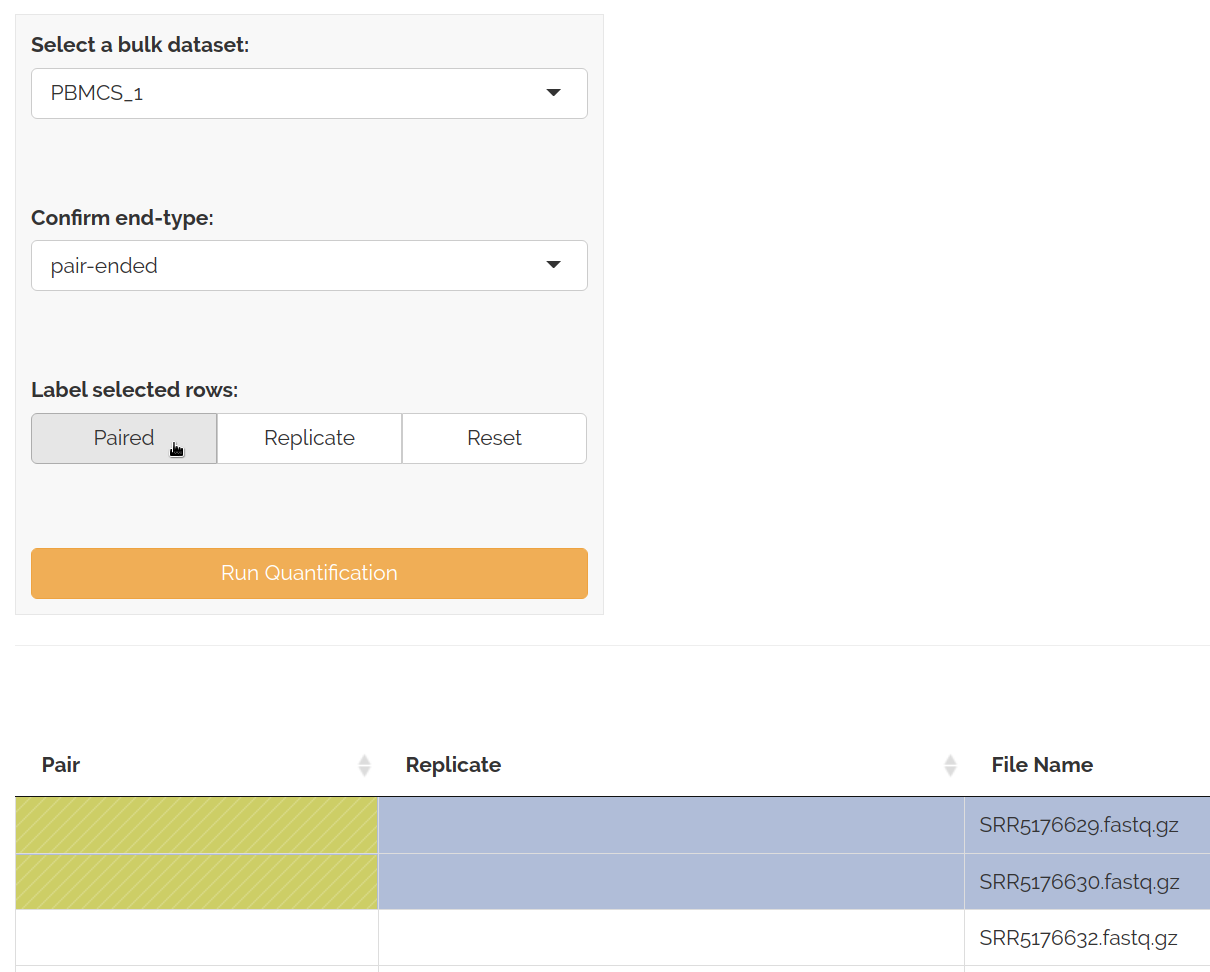 Select a bulk dataset:
PBMCS_1
Confirm end-type:
pair-ended
Label selected rows:
Paired Replicate Reset
Run Quantification
Pair Replicate File Name
SRR5176629.fastq.gz
SRR5176630.fastq.gz
SRR5176632.fastq.gz